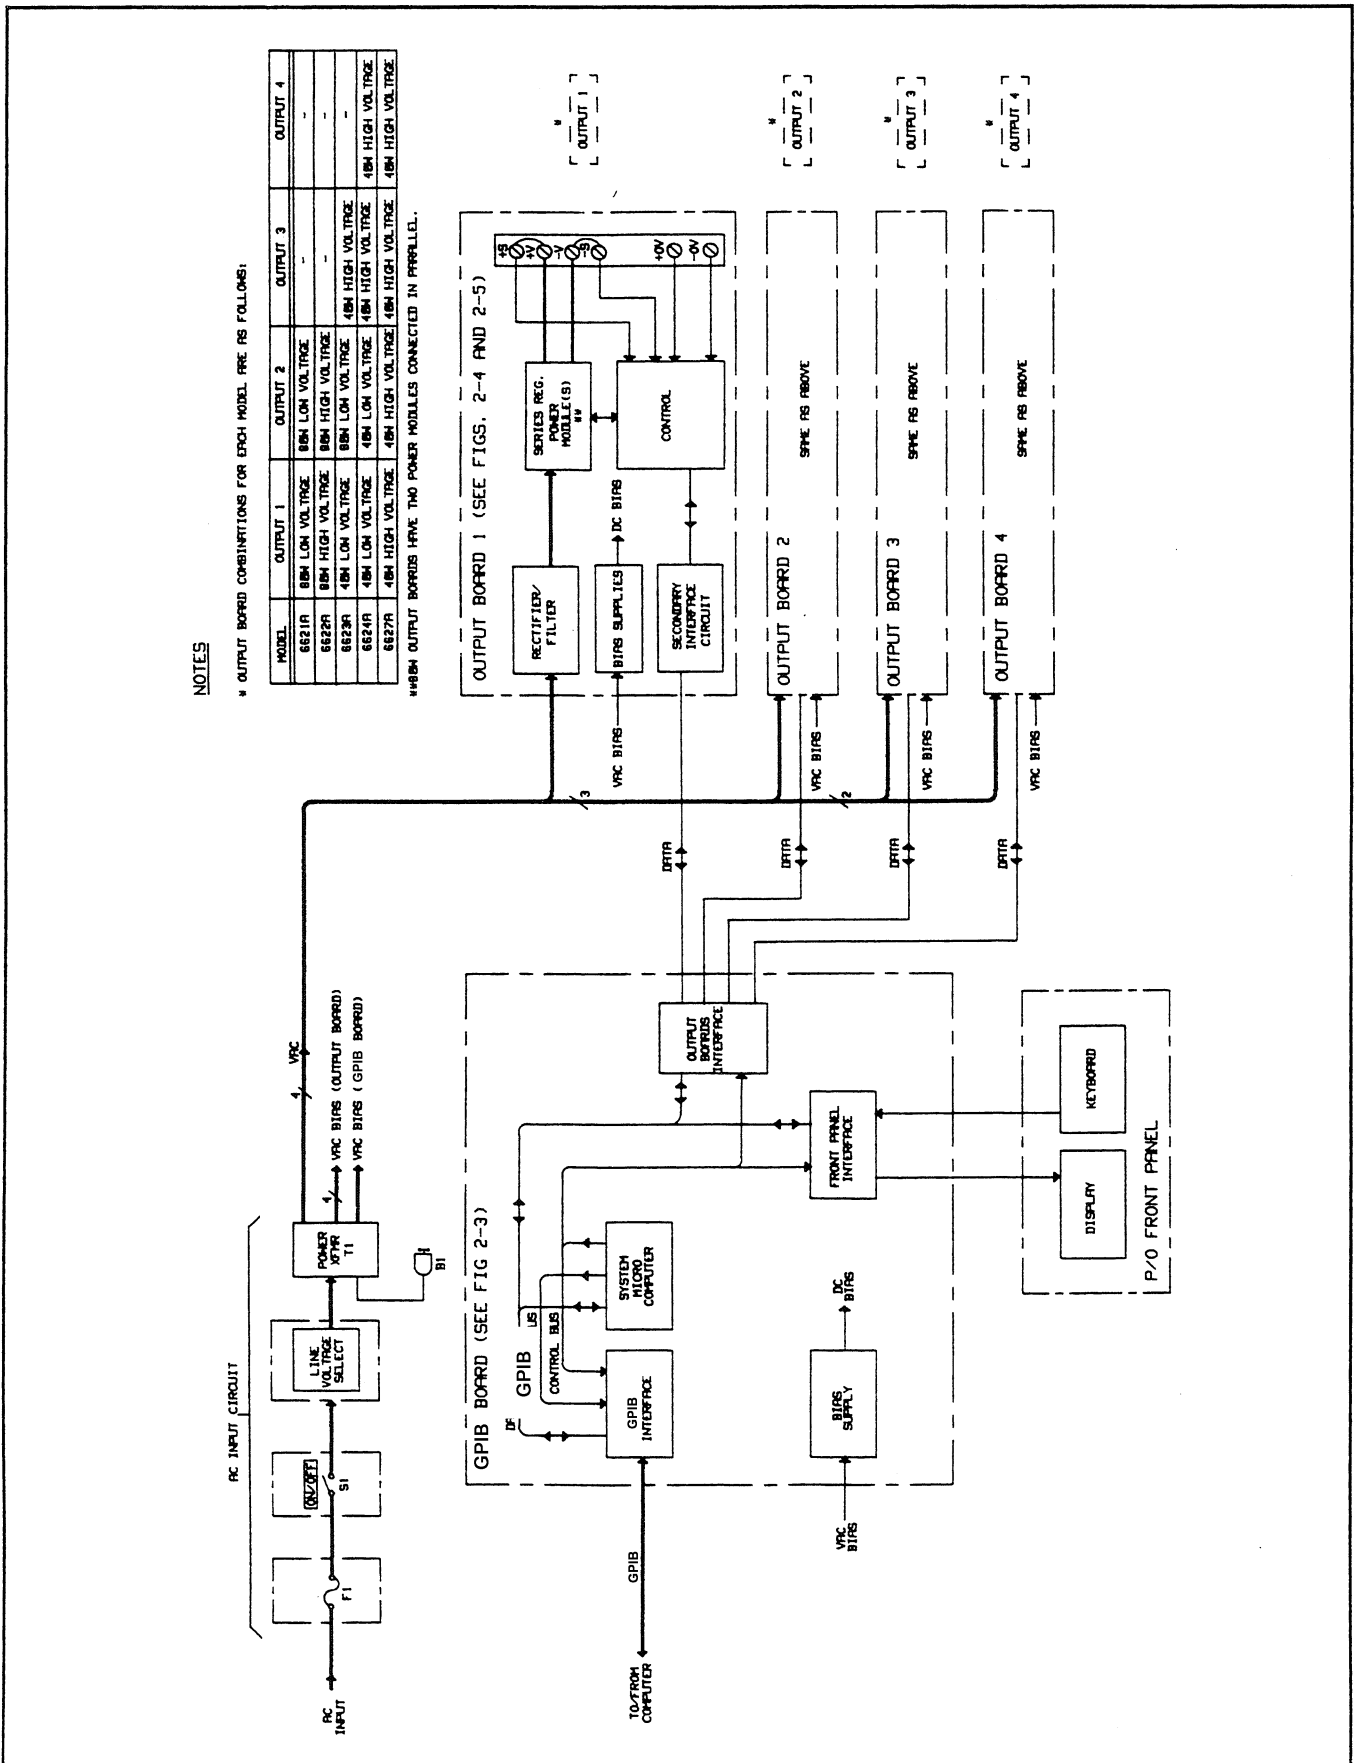 NOTES
* OUTPUT BOARD COMBINATIONS FOR EACH MODEL ARE AS FOLLOWS:
MODEL OUTPUT 1 OUTPUT 2 OUTPUT 3 OUTPUT 4
6621A 80W LOW VOLTAGE 80W LOW VOLTAGE - -
6622A 80W HIGH VOLTAGE 80W HIGH VOLTAGE - -
6623A 40W LOW VOLTAGE 80W LOW VOLTAGE 40W HIGH VOLTAGE -
6624A 40W LOW VOLTAGE 40W LOW VOLTAGE 40W HIGH VOLTAGE 40W HIGH VOLTAGE
6627A 40W HIGH VOLTAGE 40W HIGH VOLTAGE 40W HIGH VOLTAGE 40W HIGH VOLTAGE
**80W OUTPUT BOARDS HAVE TWO POWER MODULES CONNECTED IN PARALLEL.
AC INPUT CIRCUIT
AC
INPUT
F1
ON/OFF
S1
LINE
VOLTAGE
SELECT
POWER
XFMR
T1
B1
4
VAC
4
VAC BIAS (OUTPUT BOARD)
VAC BIAS ( GPIB BOARD)
3
2
OUTPUT BOARD 1 (SEE FIGS. 2-4 AND 2-5)
RECTIFIER/
FILTER
SERIES REG.
POWER
MODULE(S)
**
VAC BIAS
BIAS SUPPLIES
DC BIAS
SECONDARY
INTERFACE
CIRCUIT
CONTROL
+S
+V
-V
-S
+OV
-OV
*
OUTPUT 1
DATA
OUTPUT BOARD 2
SAME AS ABOVE
VAC BIAS
*
OUTPUT 2
DATA
OUTPUT BOARD 3
SAME AS ABOVE
VAC BIAS
*
OUTPUT 3
DATA
OUTPUT BOARD 4
SAME AS ABOVE
VAC BIAS
*
OUTPUT 4
DATA
GPIB BOARD (SEE FIG 2-3)
DF
GPIB
US
CONTROL BUS
TO/FROM
COMPUTER
GPIB
GPIB
INTERFACE
SYSTEM
MICRO
COMPUTER
OUTPUT
BOARDS
INTERFACE
FRONT PANEL
INTERFACE
VAC
BIAS
BIAS
SUPPLY
DC
BIAS
DISPLAY
KEYBOARD
P/O FRONT PANEL